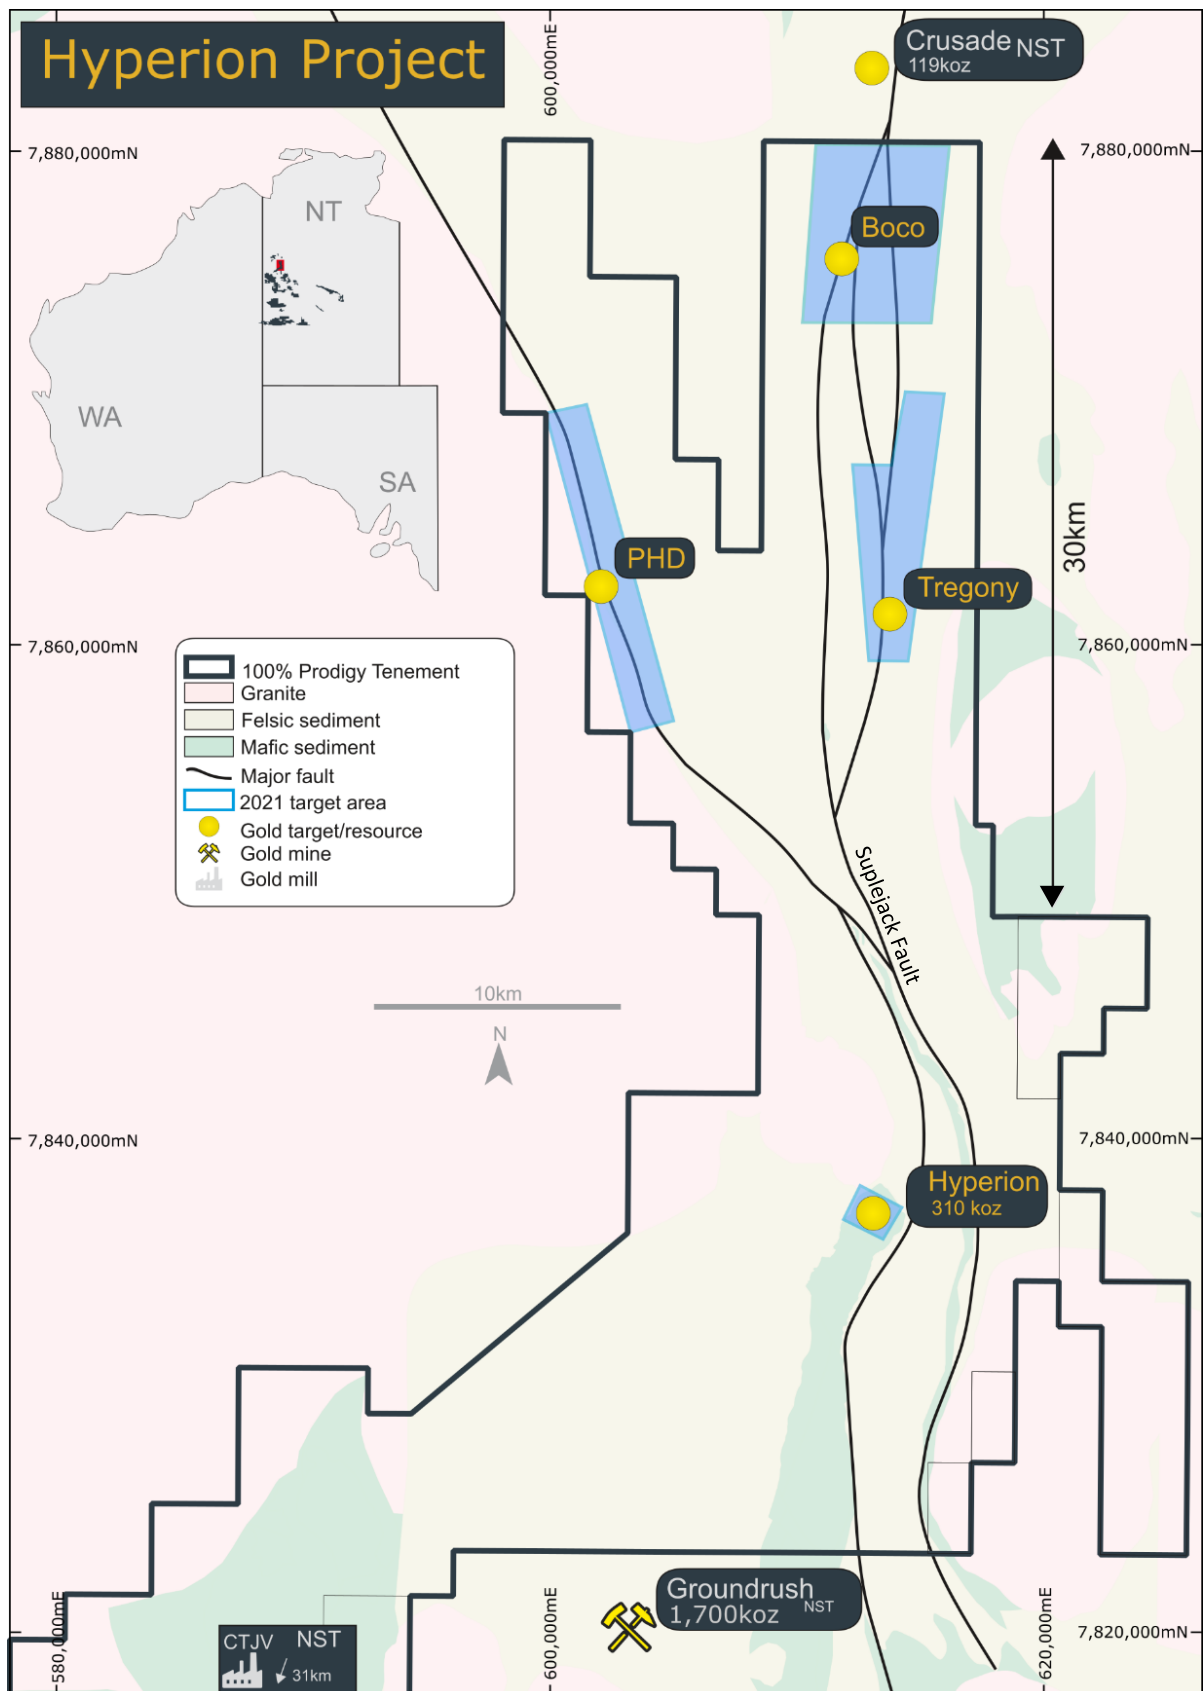 Hyperion Project
600,000mE
Crusade NST
119koz
7,880,000mN
7,880,000mN
NT
WA
SA
Boco
30km
PHD
Tregony
7,860,000mN
7,860,000mN
100% Prodigy Tenement
Granite
Felsic sediment
Mafic sediment
Major fault
2021 target area
Gold target/resource
Gold mine
Gold mill
Suplejack Fault
10km
N
7,840,000mN
7,840,000mN
Hyperion
310 koz
Groundrush NST
1,700koz
580,000mE
600,000mE
620,000mE
7,820,000mN
CTJV NST
31km